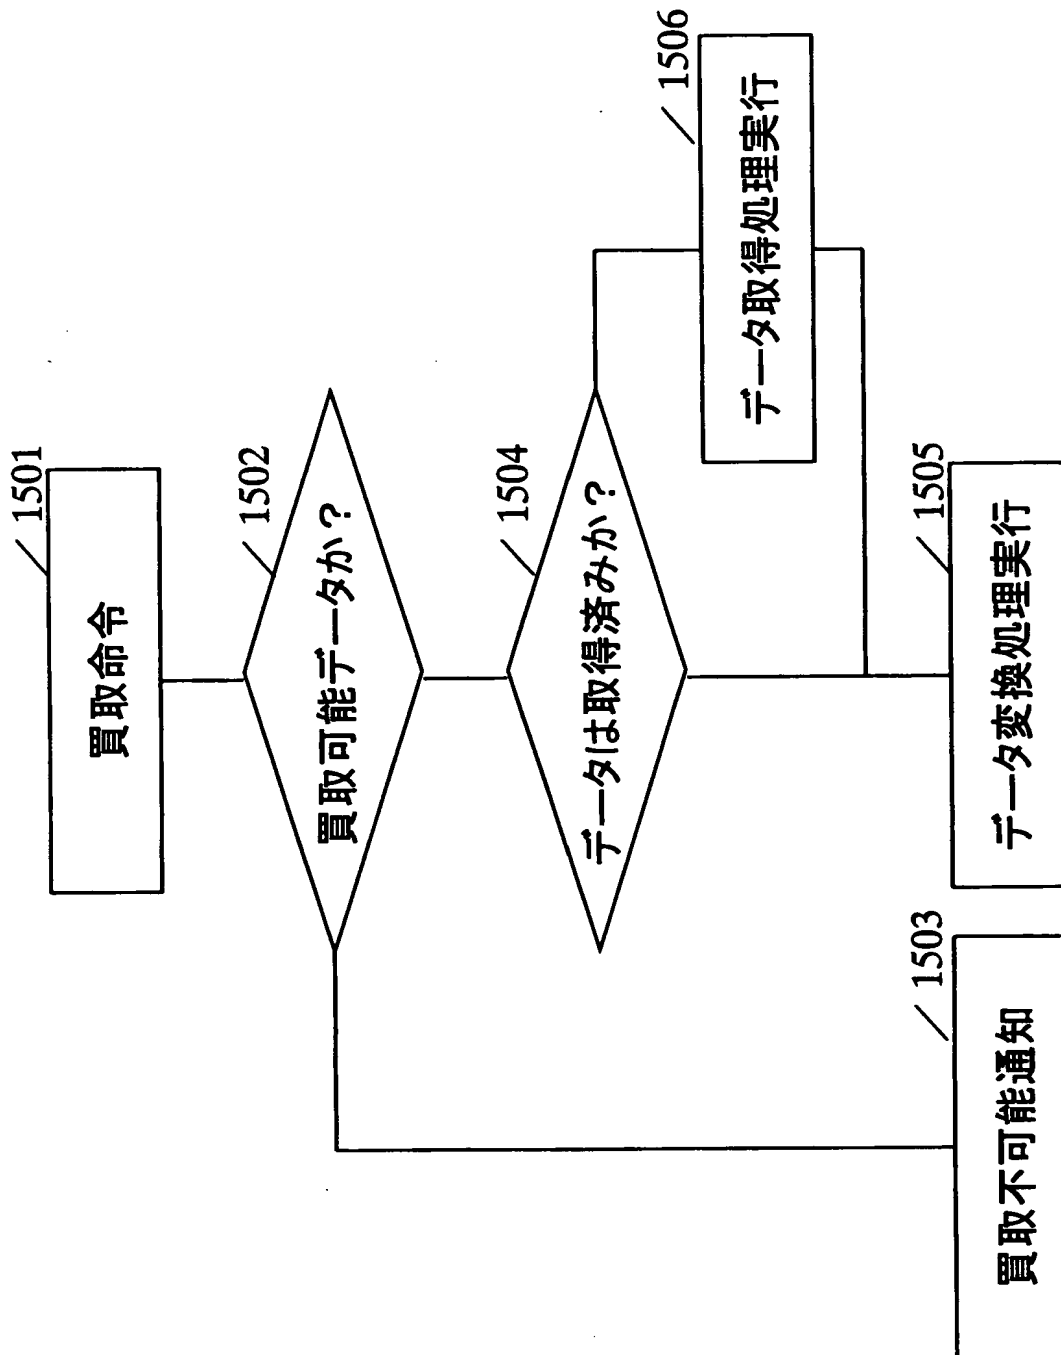 1501
買取命令
1502
買取可能データか?
1504
データは取得済みか?
1506
データ取得処理実行
1503
買取不可能通知
1505
データ変換処理実行